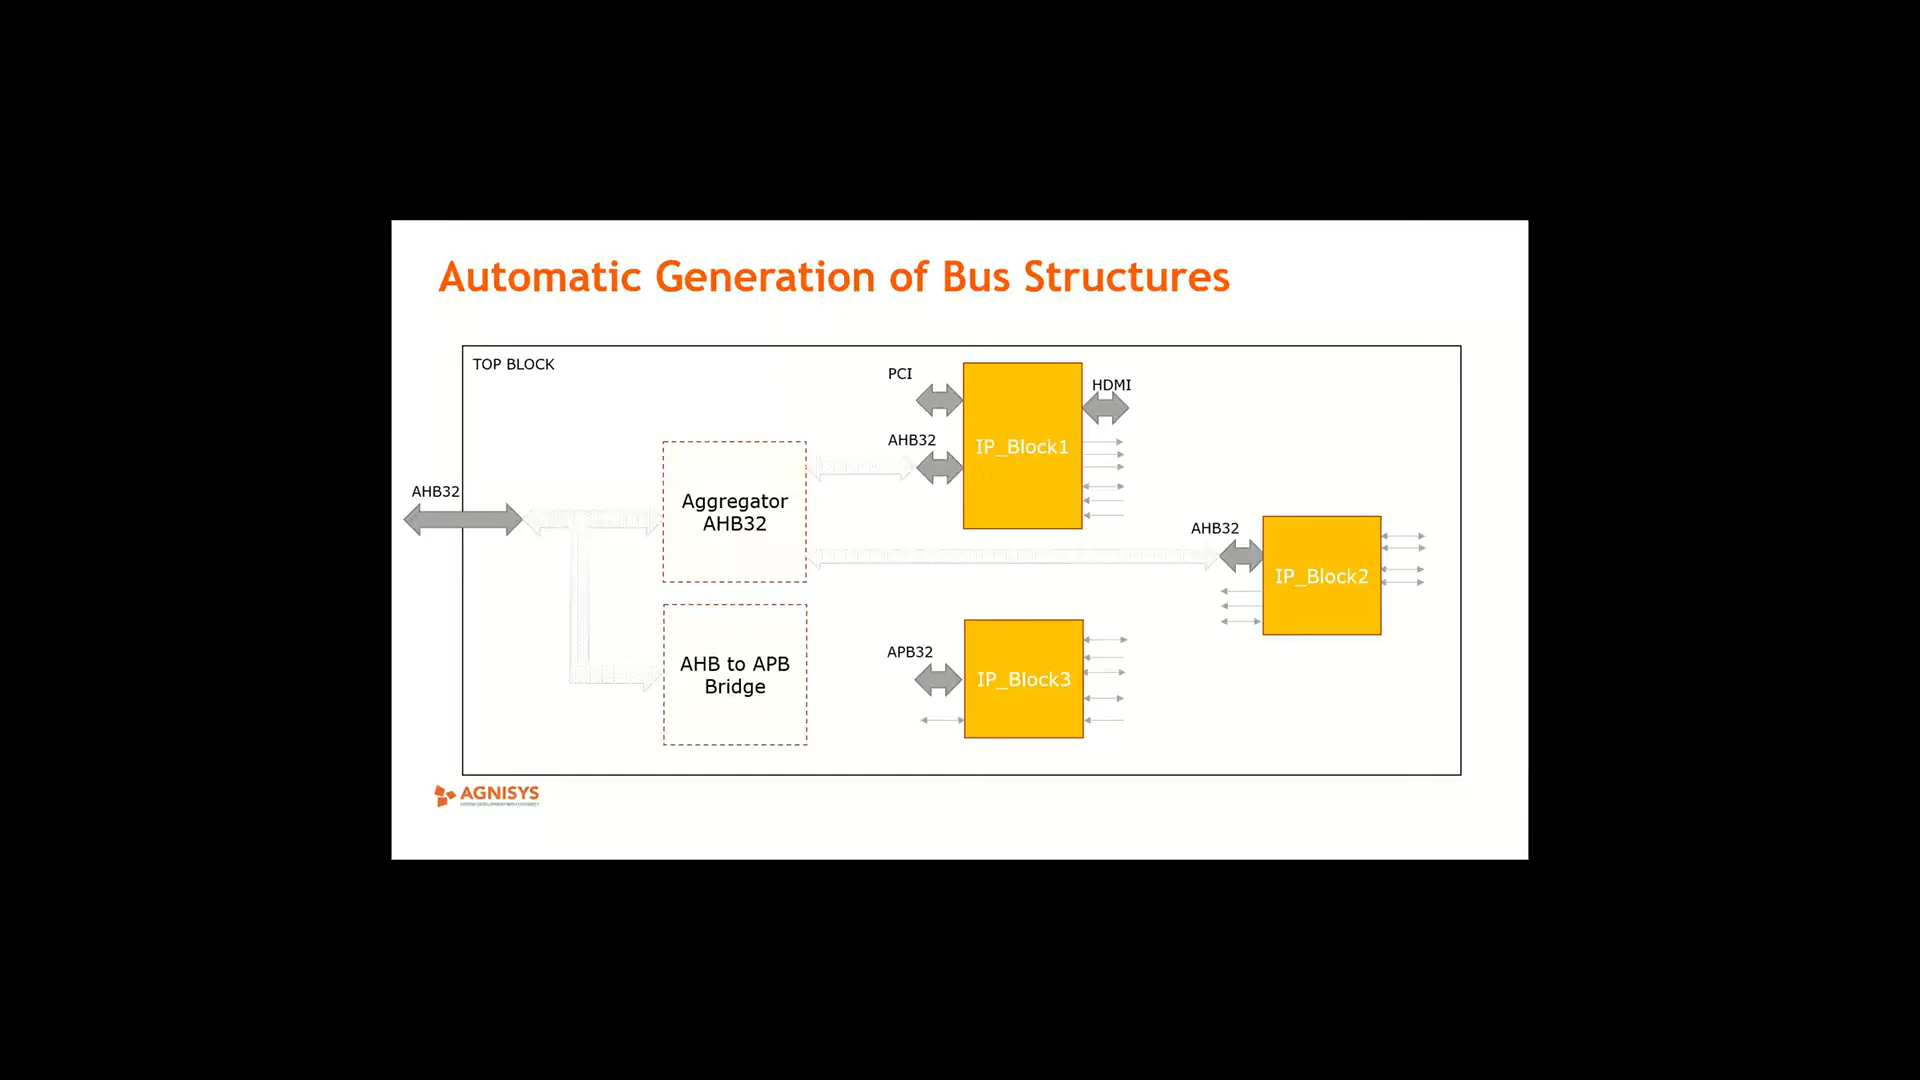 Automatic Generation of Bus Structures
TOP BLOCK
PCI
HDMI
AHB32
IP_Block1
AHB32
Aggregator
AHB32
AHB32
IP_Block2
APB32
IP_Block3
AHB to APB
Bridge
AGNISYS